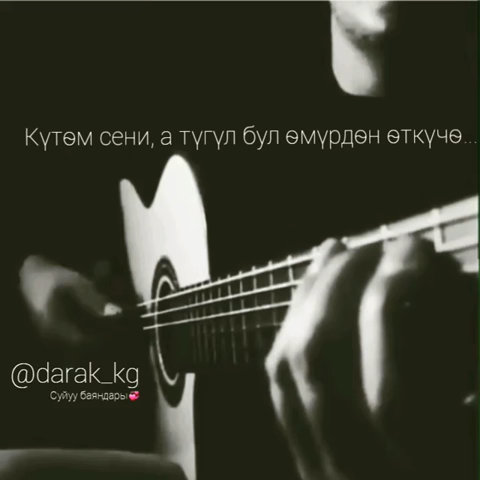 Күтөм сени, а түгүл бул өмүрдөн өткүчө...
@darak_kg
Сүйүү баяндары💞